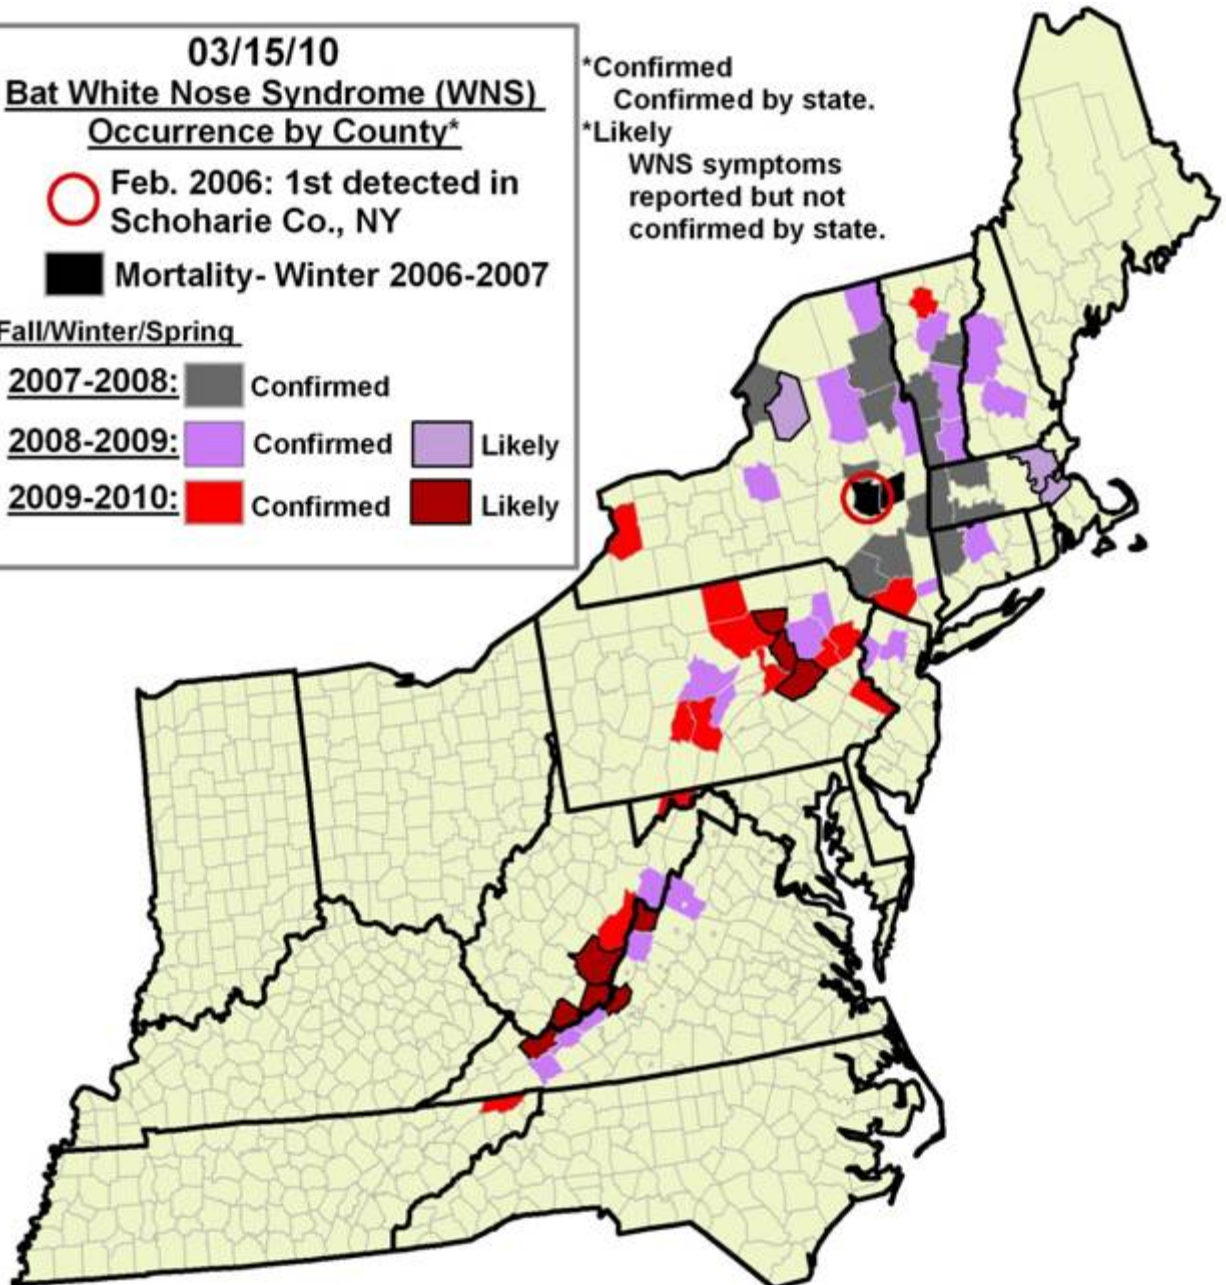 03/15/10
Bat White Nose Syndrome (WNS)
Occurrence by County*
Feb. 2006: 1st detected in
Schoharie Co., NY
Mortality- Winter 2006-2007
Fall/Winter/Spring
2007-2008: Confirmed
2008-2009: Confirmed Likely
2009-2010: Confirmed Likely
*Confirmed
Confirmed by state.
*Likely
WNS symptoms
reported but not
confirmed by state.